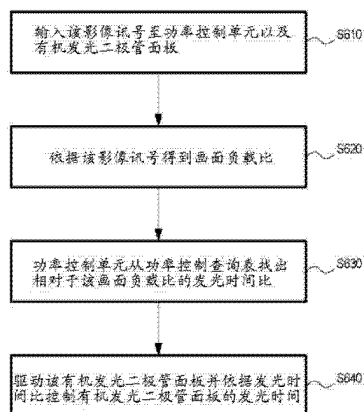 输入该影像讯号至功率控制单元以及
有机发光二极管面板
S610
依据该影像讯号得到画面负载比
S620
功率控制单元从功率控制查询表找出
相对于该画面负载比的发光时间比
S630
驱动该有机发光二极管面板并依据发光时
间比控制有机发光二极管面板的发光时间
S640